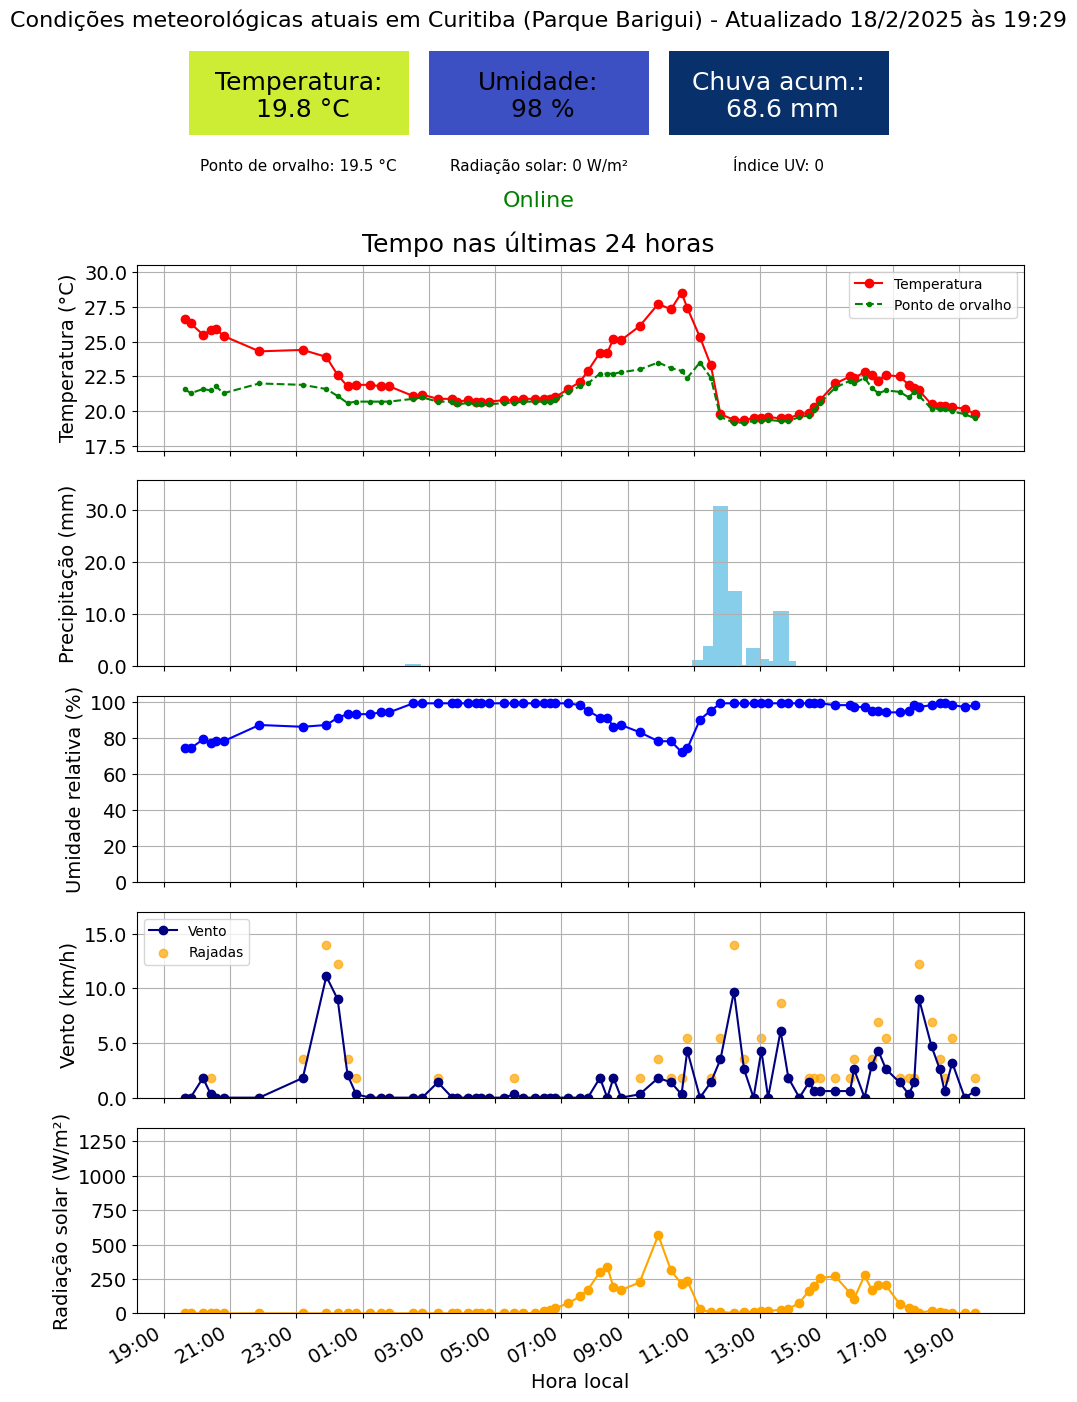 Condições meteorológicas atuais em Curitiba (Parque Barigui) - Atualizado 18/2/2025 às 19:29
Temperatura:
19.8 °C
Umidade:
98 %
Chuva acum.:
68.6 mm
Ponto de orvalho: 19.5 °C
Radiação solar: 0 W/m²
Índice UV: 0
Online
Tempo nas últimas 24 horas
Temperatura (°C)
30.0
27.5
25.0
22.5
20.0
17.5
Temperatura
Ponto de orvalho
Precipitação (mm)
30.0
20.0
10.0
0.0
Umidade relativa (%)
100
80
60
40
20
0
Vento (km/h)
15.0
10.0
5.0
0.0
Vento
Rajadas
Radiação solar (W/m²)
1250
1000
750
500
250
0
19:00
21:00
23:00
01:00
03:00
05:00
07:00
09:00
11:00
13:00
15:00
17:00
19:00
Hora local